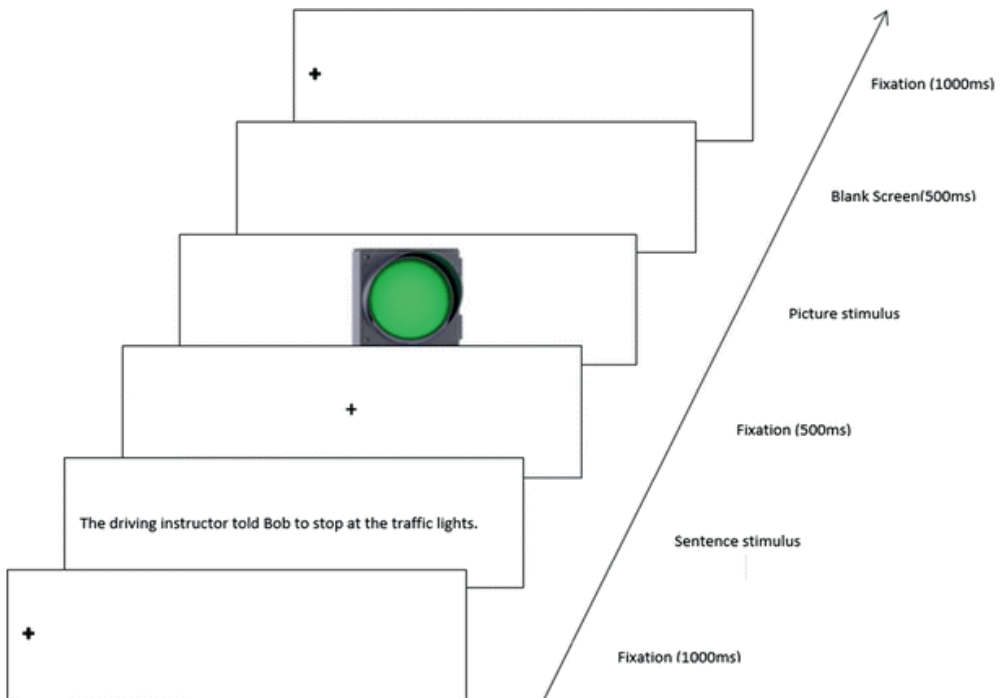 Fixation (1000ms)
Blank Screen(500ms)
Picture stimulus
Fixation (500ms)
The driving instructor told Bob to stop at the traffic lights.
Sentence stimulus
Fixation (1000ms)